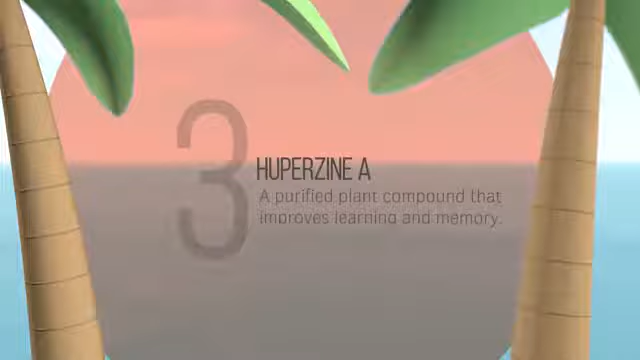 3
HUPERZINE A
A purified plant compound that
improves learning and memory.